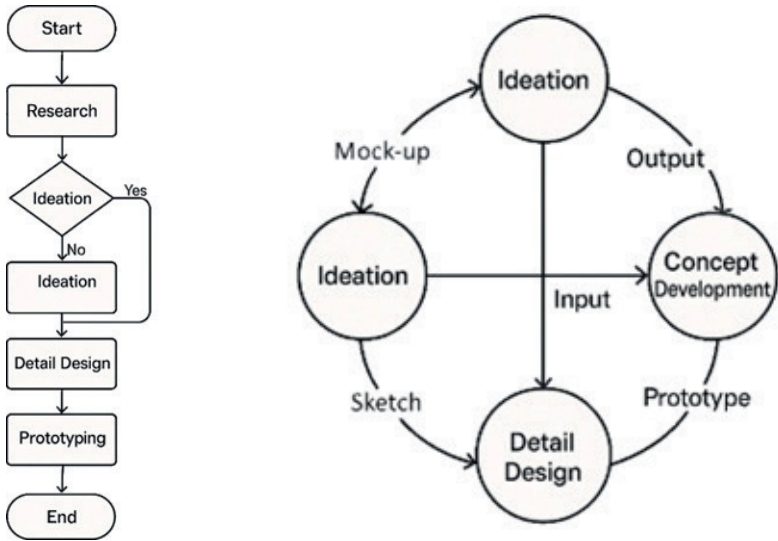 Start
Research
Ideation
Yes
No
Ideation
Detail Design
Prototyping
End
Ideation
Mock-up
Output
Ideation
Concept
Development
Input
Sketch
Prototype
Detail
Design